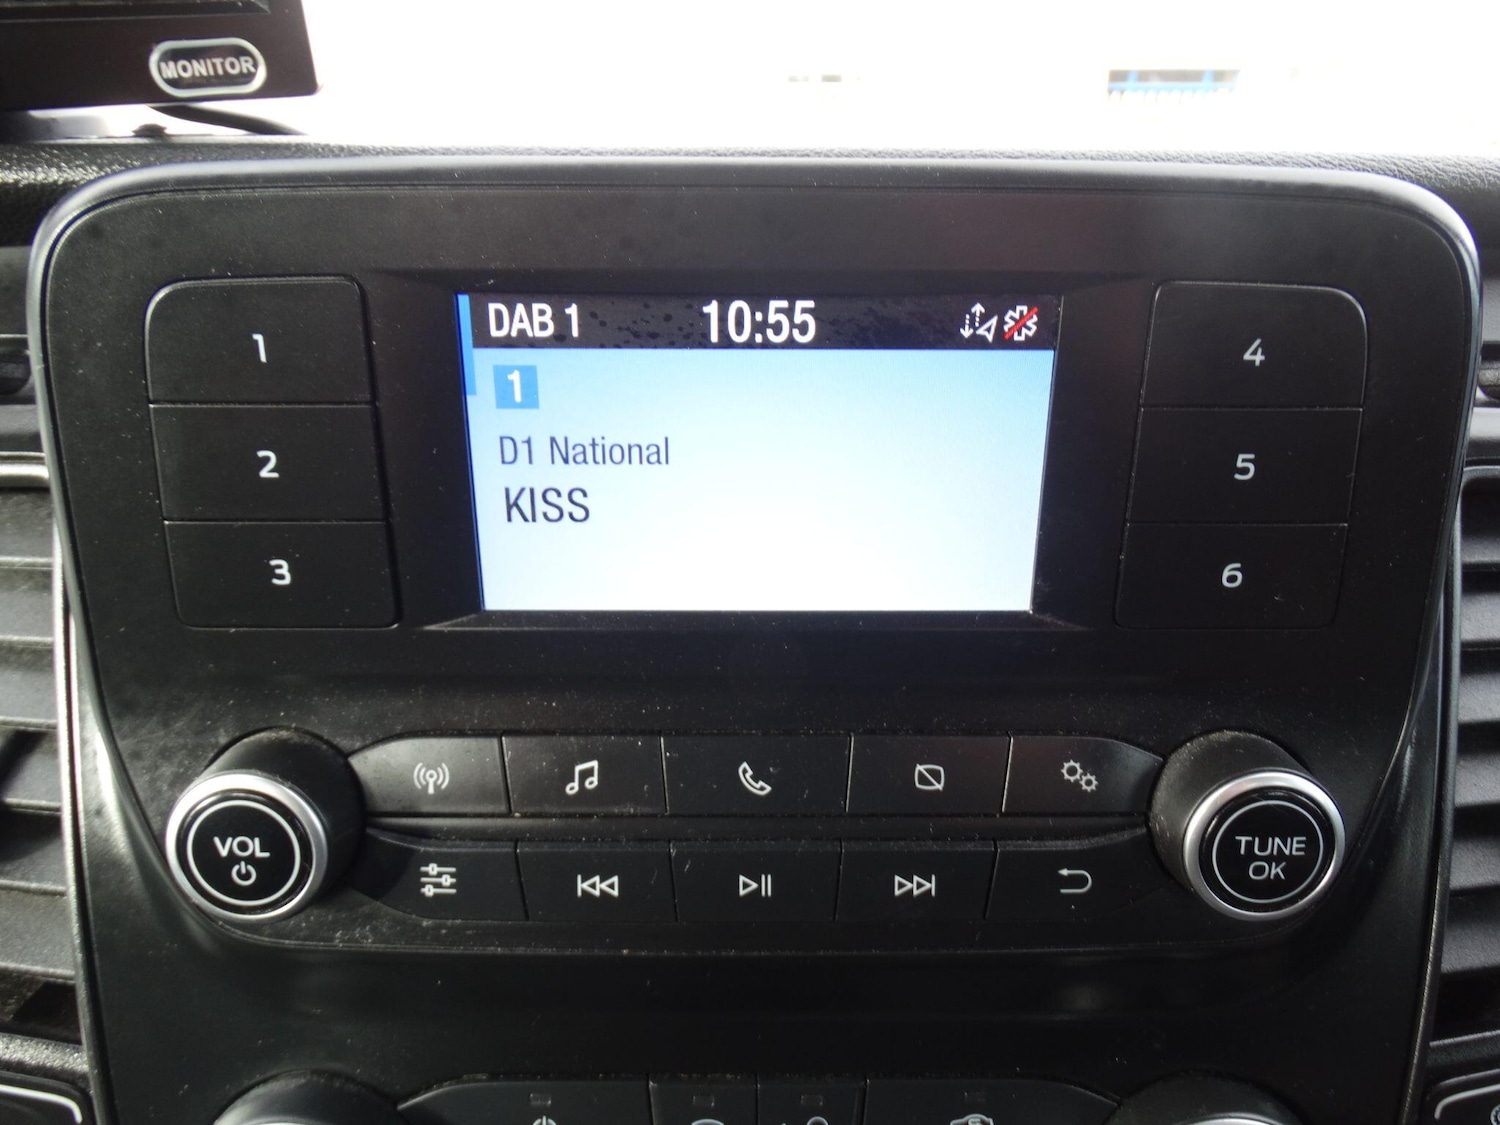 MONITOR
DAB 1 10:55
1
D1 National
KISS
1
2
3
4
5
6
VOL
TUNE
OK